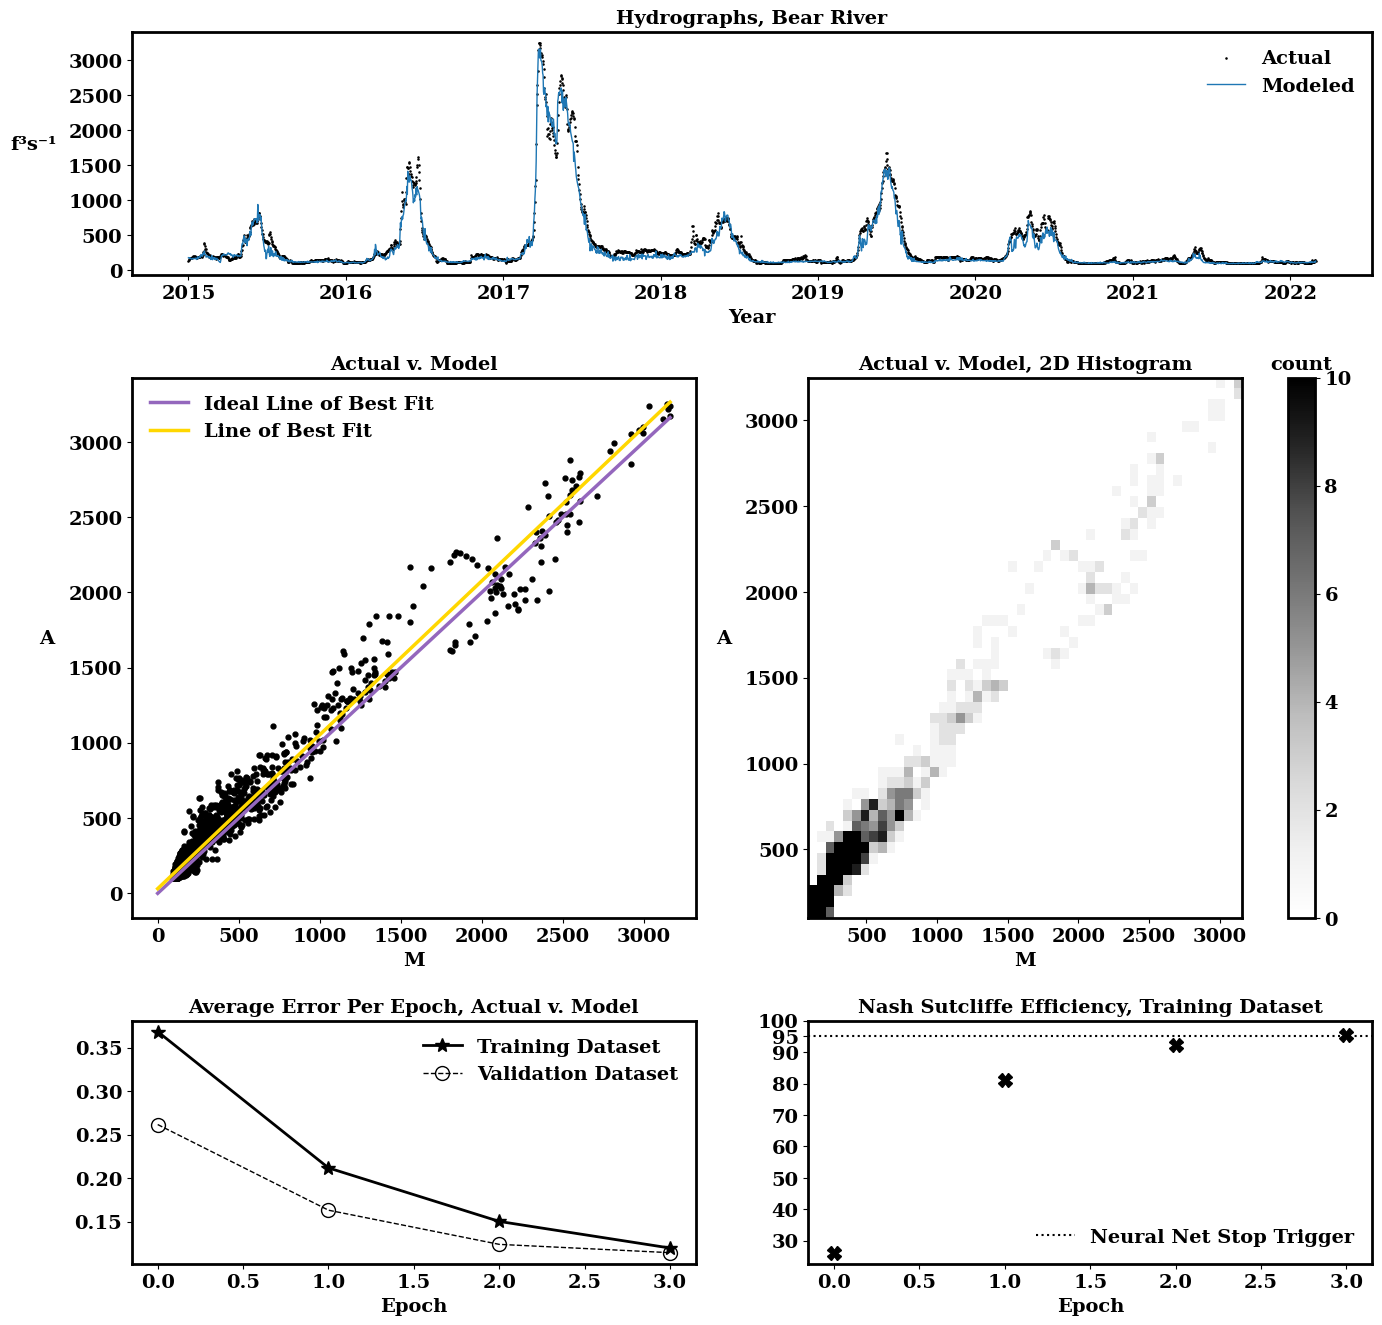 Hydrographs, Bear River
3000
2500
2000
1500
1000
500
0
f³s⁻¹
Actual
Modeled
2015 2016 2017 2018 2019 2020 2021 2022
Year
Actual v. Model
Ideal Line of Best Fit
Line of Best Fit
3000
2500
2000
1500
1000
500
0
A
0 500 1000 1500 2000 2500 3000
M
Actual v. Model, 2D Histogram
3000
2500
2000
1500
1000
500
A
500 1000 1500 2000 2500 3000
M
count
10
8
6
4
2
0
Average Error Per Epoch, Actual v. Model
Training Dataset
Validation Dataset
0.35
0.30
0.25
0.20
0.15
0.0 0.5 1.0 1.5 2.0 2.5 3.0
Epoch
Nash Sutcliffe Efficiency, Training Dataset
100
95
90
80
70
60
50
40
30
Neural Net Stop Trigger
0.0 0.5 1.0 1.5 2.0 2.5 3.0
Epoch